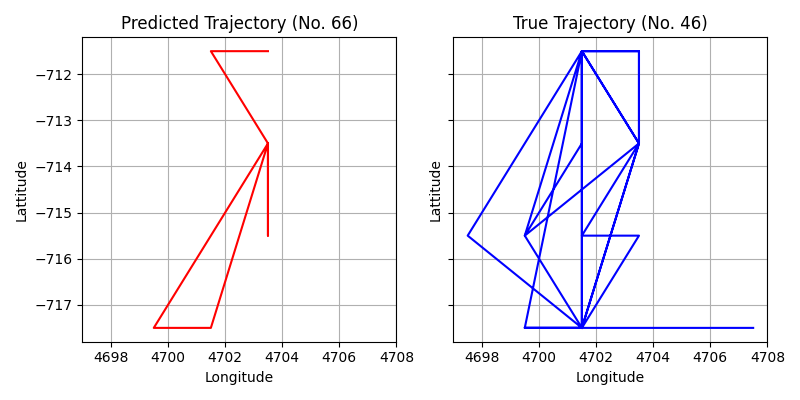 Predicted Trajectory (No. 66)
True Trajectory (No. 46)
−712
−713
−714
−715
−716
−717
Lattitude
Lattitude
4698 4700 4702 4704 4706 4708
4698 4700 4702 4704 4706 4708
Longitude
Longitude